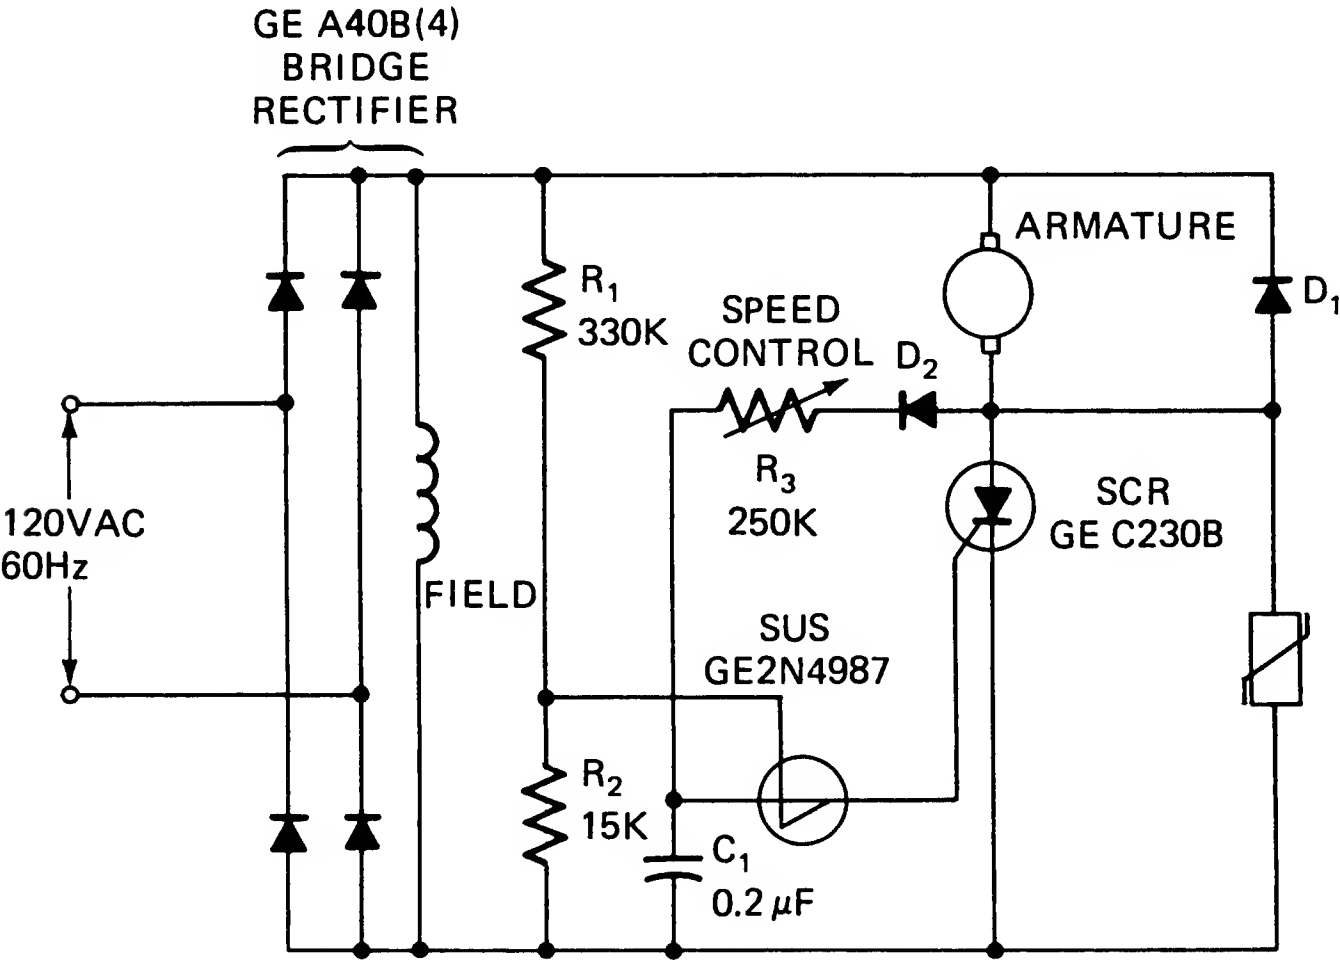 GE A40B(4)
BRIDGE
RECTIFIER
ARMATURE
R1
330K
D1
SPEED
CONTROL
D2
R3
250K
SCR
GE C230B
120VAC
60Hz
FIELD
SUS
GE2N4987
R2
15K
C1
0.2 μF